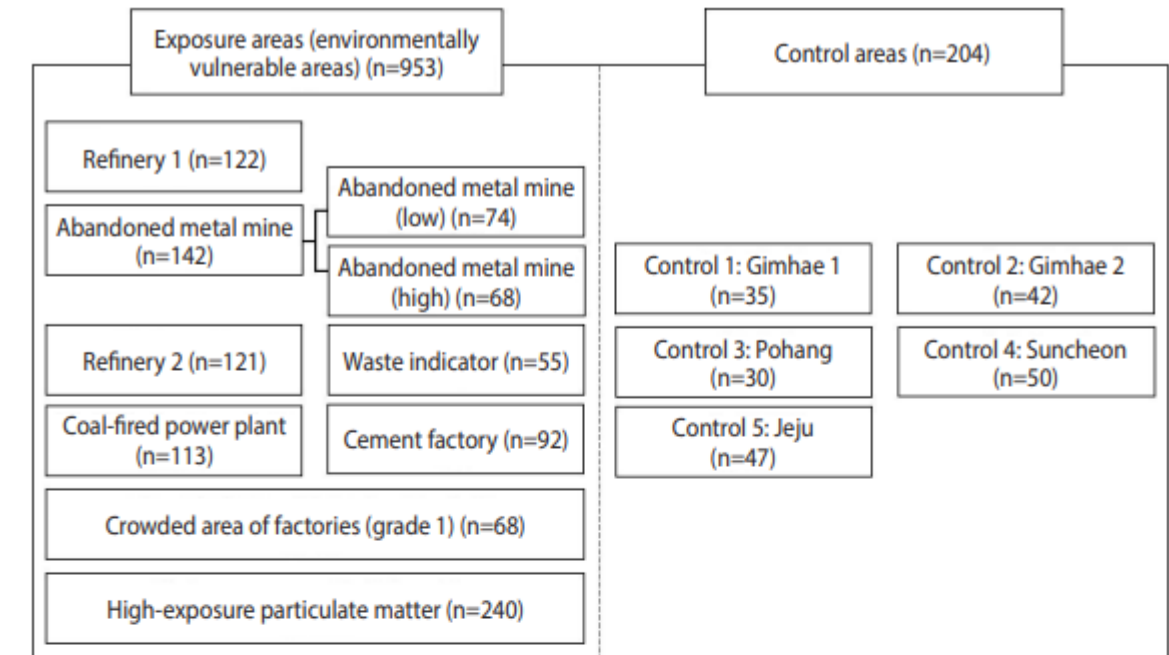 Exposure areas (environmentally
vulnerable areas) (n=953)
Control areas (n=204)
Refinery 1 (n=122)
Abandoned metal mine
(n=142)
Abandoned metal mine
(low) (n=74)
Abandoned metal mine
(high) (n=68)
Refinery 2 (n=121)
Waste indicator (n=55)
Coal-fired power plant
(n=113)
Cement factory (n=92)
Crowded area of factories (grade 1) (n=68)
High-exposure particulate matter (n=240)
Control 1: Gimhae 1
(n=35)
Control 2: Gimhae 2
(n=42)
Control 3: Pohang
(n=30)
Control 4: Suncheon
(n=50)
Control 5: Jeju
(n=47)